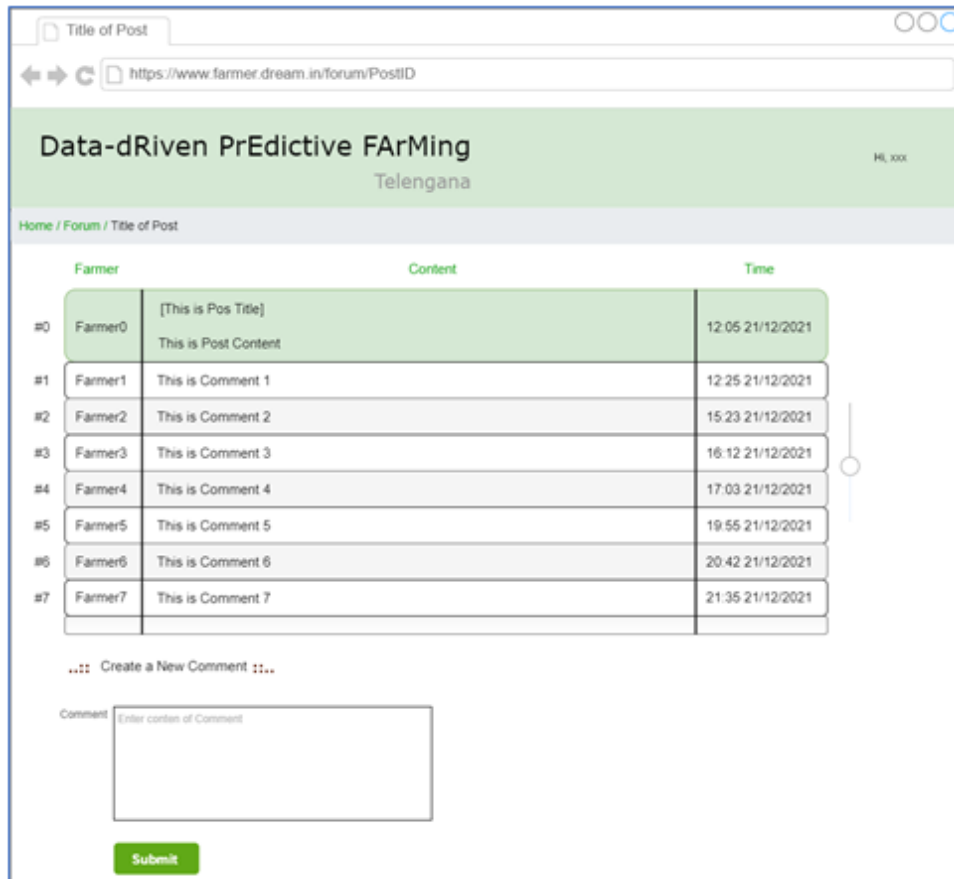 Title of Post
https://www.farmer.dream.in/forum/PostID
Data-dRiven PrEdictive FArMing
Telengana
Hi, xxx
Home / Forum / Title of Post
Farmer Content Time
#0 Farmer0 [This is Pos Title] This is Post Content 12:05 21/12/2021
#1 Farmer1 This is Comment 1 12:25 21/12/2021
#2 Farmer2 This is Comment 2 15:23 21/12/2021
#3 Farmer3 This is Comment 3 16:12 21/12/2021
#4 Farmer4 This is Comment 4 17:03 21/12/2021
#5 Farmer5 This is Comment 5 19:55 21/12/2021
#6 Farmer6 This is Comment 6 20:42 21/12/2021
#7 Farmer7 This is Comment 7 21:35 21/12/2021
..:: Create a New Comment ::..
Comment Enter conten of Comment
Submit